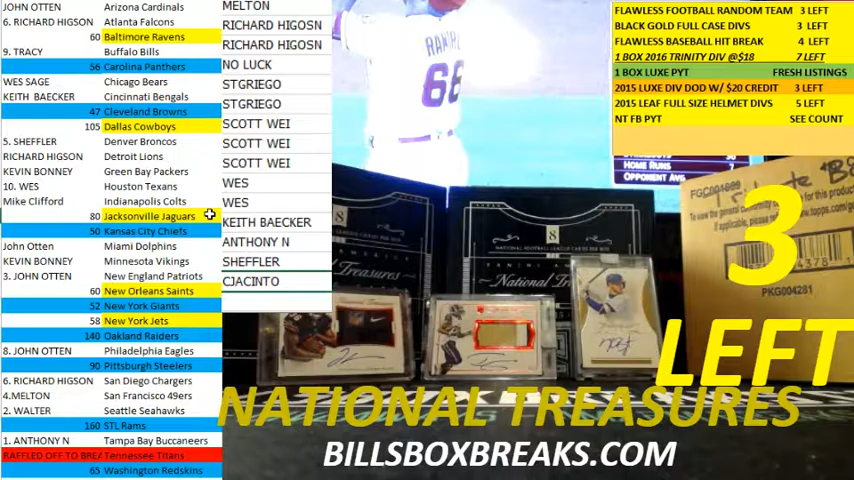 JOHN OTTEN Arizona Cardinals
6. RICHARD HIGSON Atlanta Falcons
60 Baltimore Ravens
9. TRACY Buffalo Bills
56 Carolina Panthers
WES SAGE Chicago Bears
KEITH BAECKER Cincinnati Bengals
47 Cleveland Browns
105 Dallas Cowboys
5. SHEFFLER Denver Broncos
RICHARD HIGSON Detroit Lions
KEVIN BONNEY Green Bay Packers
10. WES Houston Texans
Mike Clifford Indianapolis Colts
80 Jacksonville Jaguars
50 Kansas City Chiefs
John Otten Miami Dolphins
KEVIN BONNEY Minnesota Vikings
3. JOHN OTTEN New England Patriots
60 New Orleans Saints
52 New York Giants
58 New York Jets
140 Oakland Raiders
8. JOHN OTTEN Philadelphia Eagles
90 Pittsburgh Steelers
6. RICHARD HIGSON San Diego Chargers
4.MELTON San Francisco 49ers
2. WALTER Seattle Seahawks
160 STL Rams
1. ANTHONY N Tampa Bay Buccaneers
RAFFLED OFF TO BREA Tennessee Titans
65 Washington Redskins
MELTON
RICHARD HIGOSN
RICHARD HIGOSN
NO LUCK
STGRIEGO
STGRIEGO
SCOTT WEI
SCOTT WEI
SCOTT WEI
WES
WES
KEITH BAECKER
ANTHONY N
SHEFFLER
CJACINTO
FLAWLESS FOOTBALL RANDOM TEAM 3 LEFT
BLACK GOLD FULL CASE DIVS 3 LEFT
FLAWLESS BASEBALL HIT BREAK 4 LEFT
1 BOX 2016 TRINITY DIV @$18 7 LEFT
1 BOX LUXE PYT FRESH LISTINGS
2015 LUXE DIV DOD W/ $20 CREDIT 3 LEFT
2015 LEAF FULL SIZE HELMET DIVS 5 LEFT
NT FB PYT SEE COUNT
HOME RUNS
66
8
8
Treasures
National Treasures
PKG004281
3
LEFT
NATIONAL TREASURES
BILLSBOXBREAKS.COM